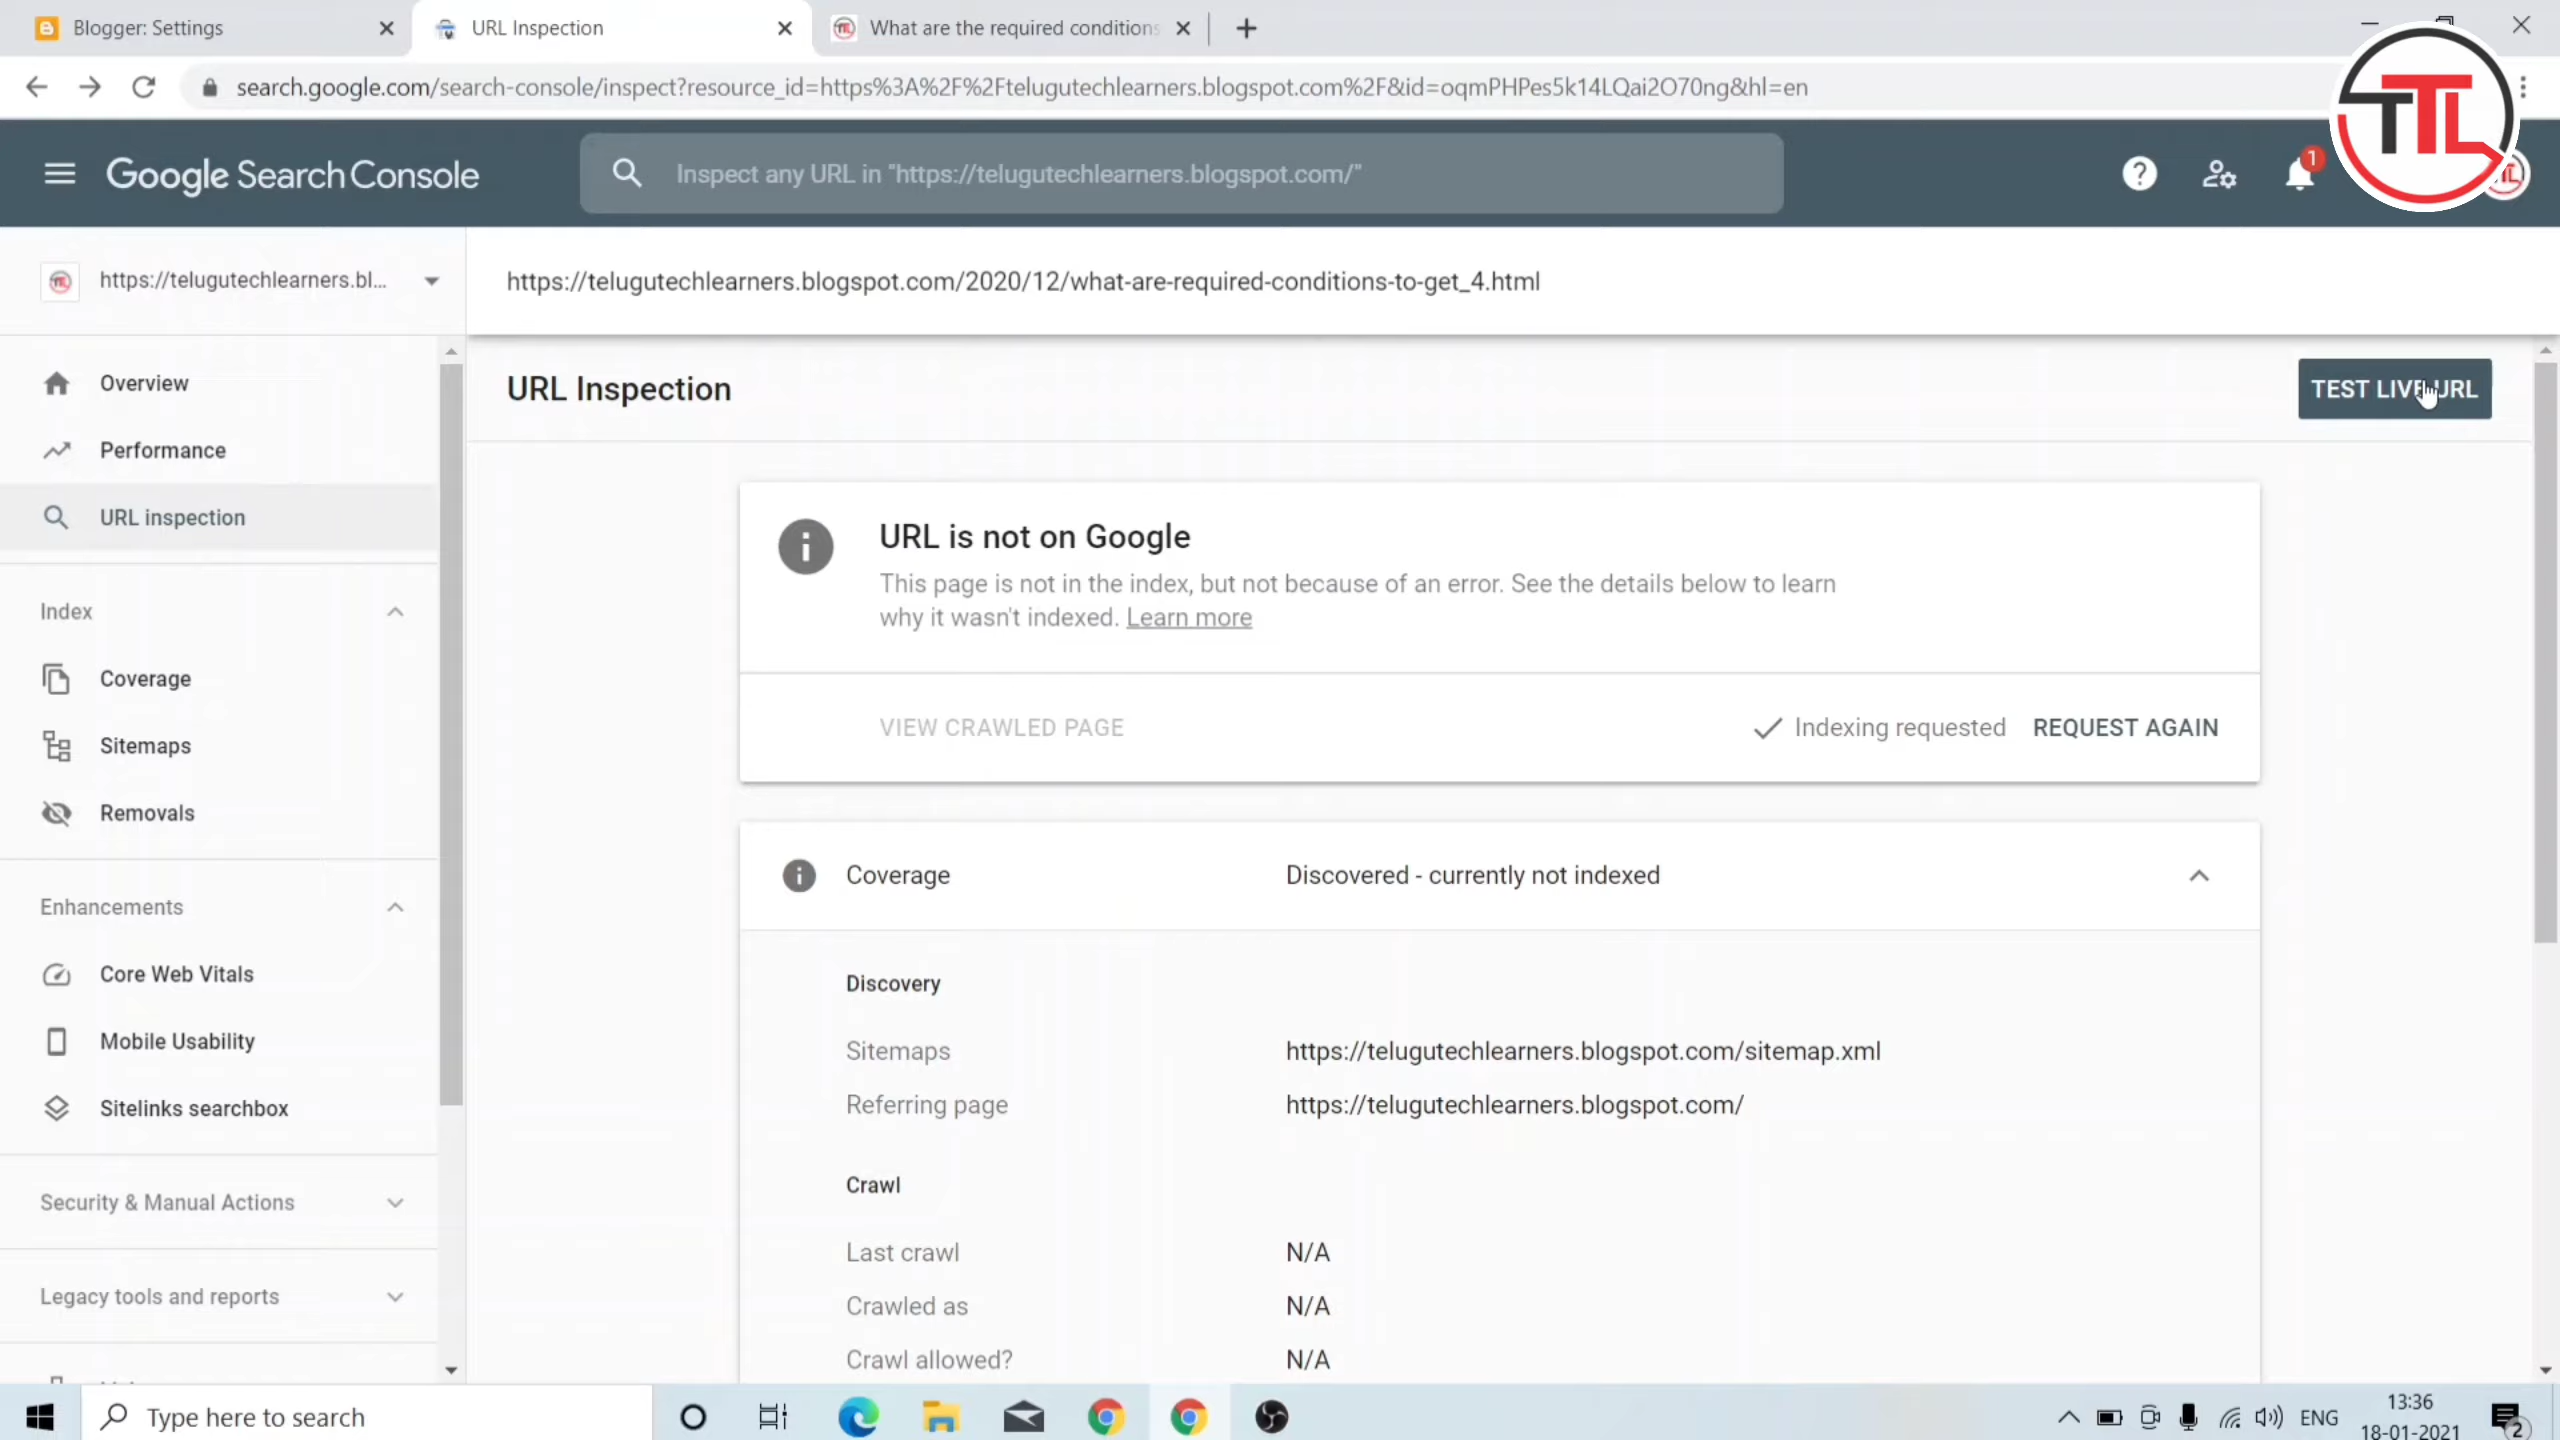 Blogger: Settings
URL Inspection
What are the required conditions
search.google.com/search-console/inspect?resource_id=https%3A%2F%2Ftelugutechlearners.blogspot.com%2F&id=oqmPHPes5k14LQai2O70ng&hl=en
TTL
Google Search Console
Inspect any URL in "https://telugutechlearners.blogspot.com/"
1
https://telugutechlearners.bl...
https://telugutechlearners.blogspot.com/2020/12/what-are-required-conditions-to-get_4.html
Overview
Performance
URL inspection
Index
Coverage
Sitemaps
Removals
Enhancements
Core Web Vitals
Mobile Usability
Sitelinks searchbox
Security & Manual Actions
Legacy tools and reports
URL Inspection
TEST LIVE URL
URL is not on Google
This page is not in the index, but not because of an error. See the details below to learn
why it wasn't indexed. Learn more
VIEW CRAWLED PAGE
Indexing requested
REQUEST AGAIN
Coverage
Discovered - currently not indexed
Discovery
Sitemaps
https://telugutechlearners.blogspot.com/sitemap.xml
Referring page
https://telugutechlearners.blogspot.com/
Crawl
Last crawl
N/A
Crawled as
N/A
Crawl allowed?
N/A
Type here to search
ENG
13:36
18-01-2021
2